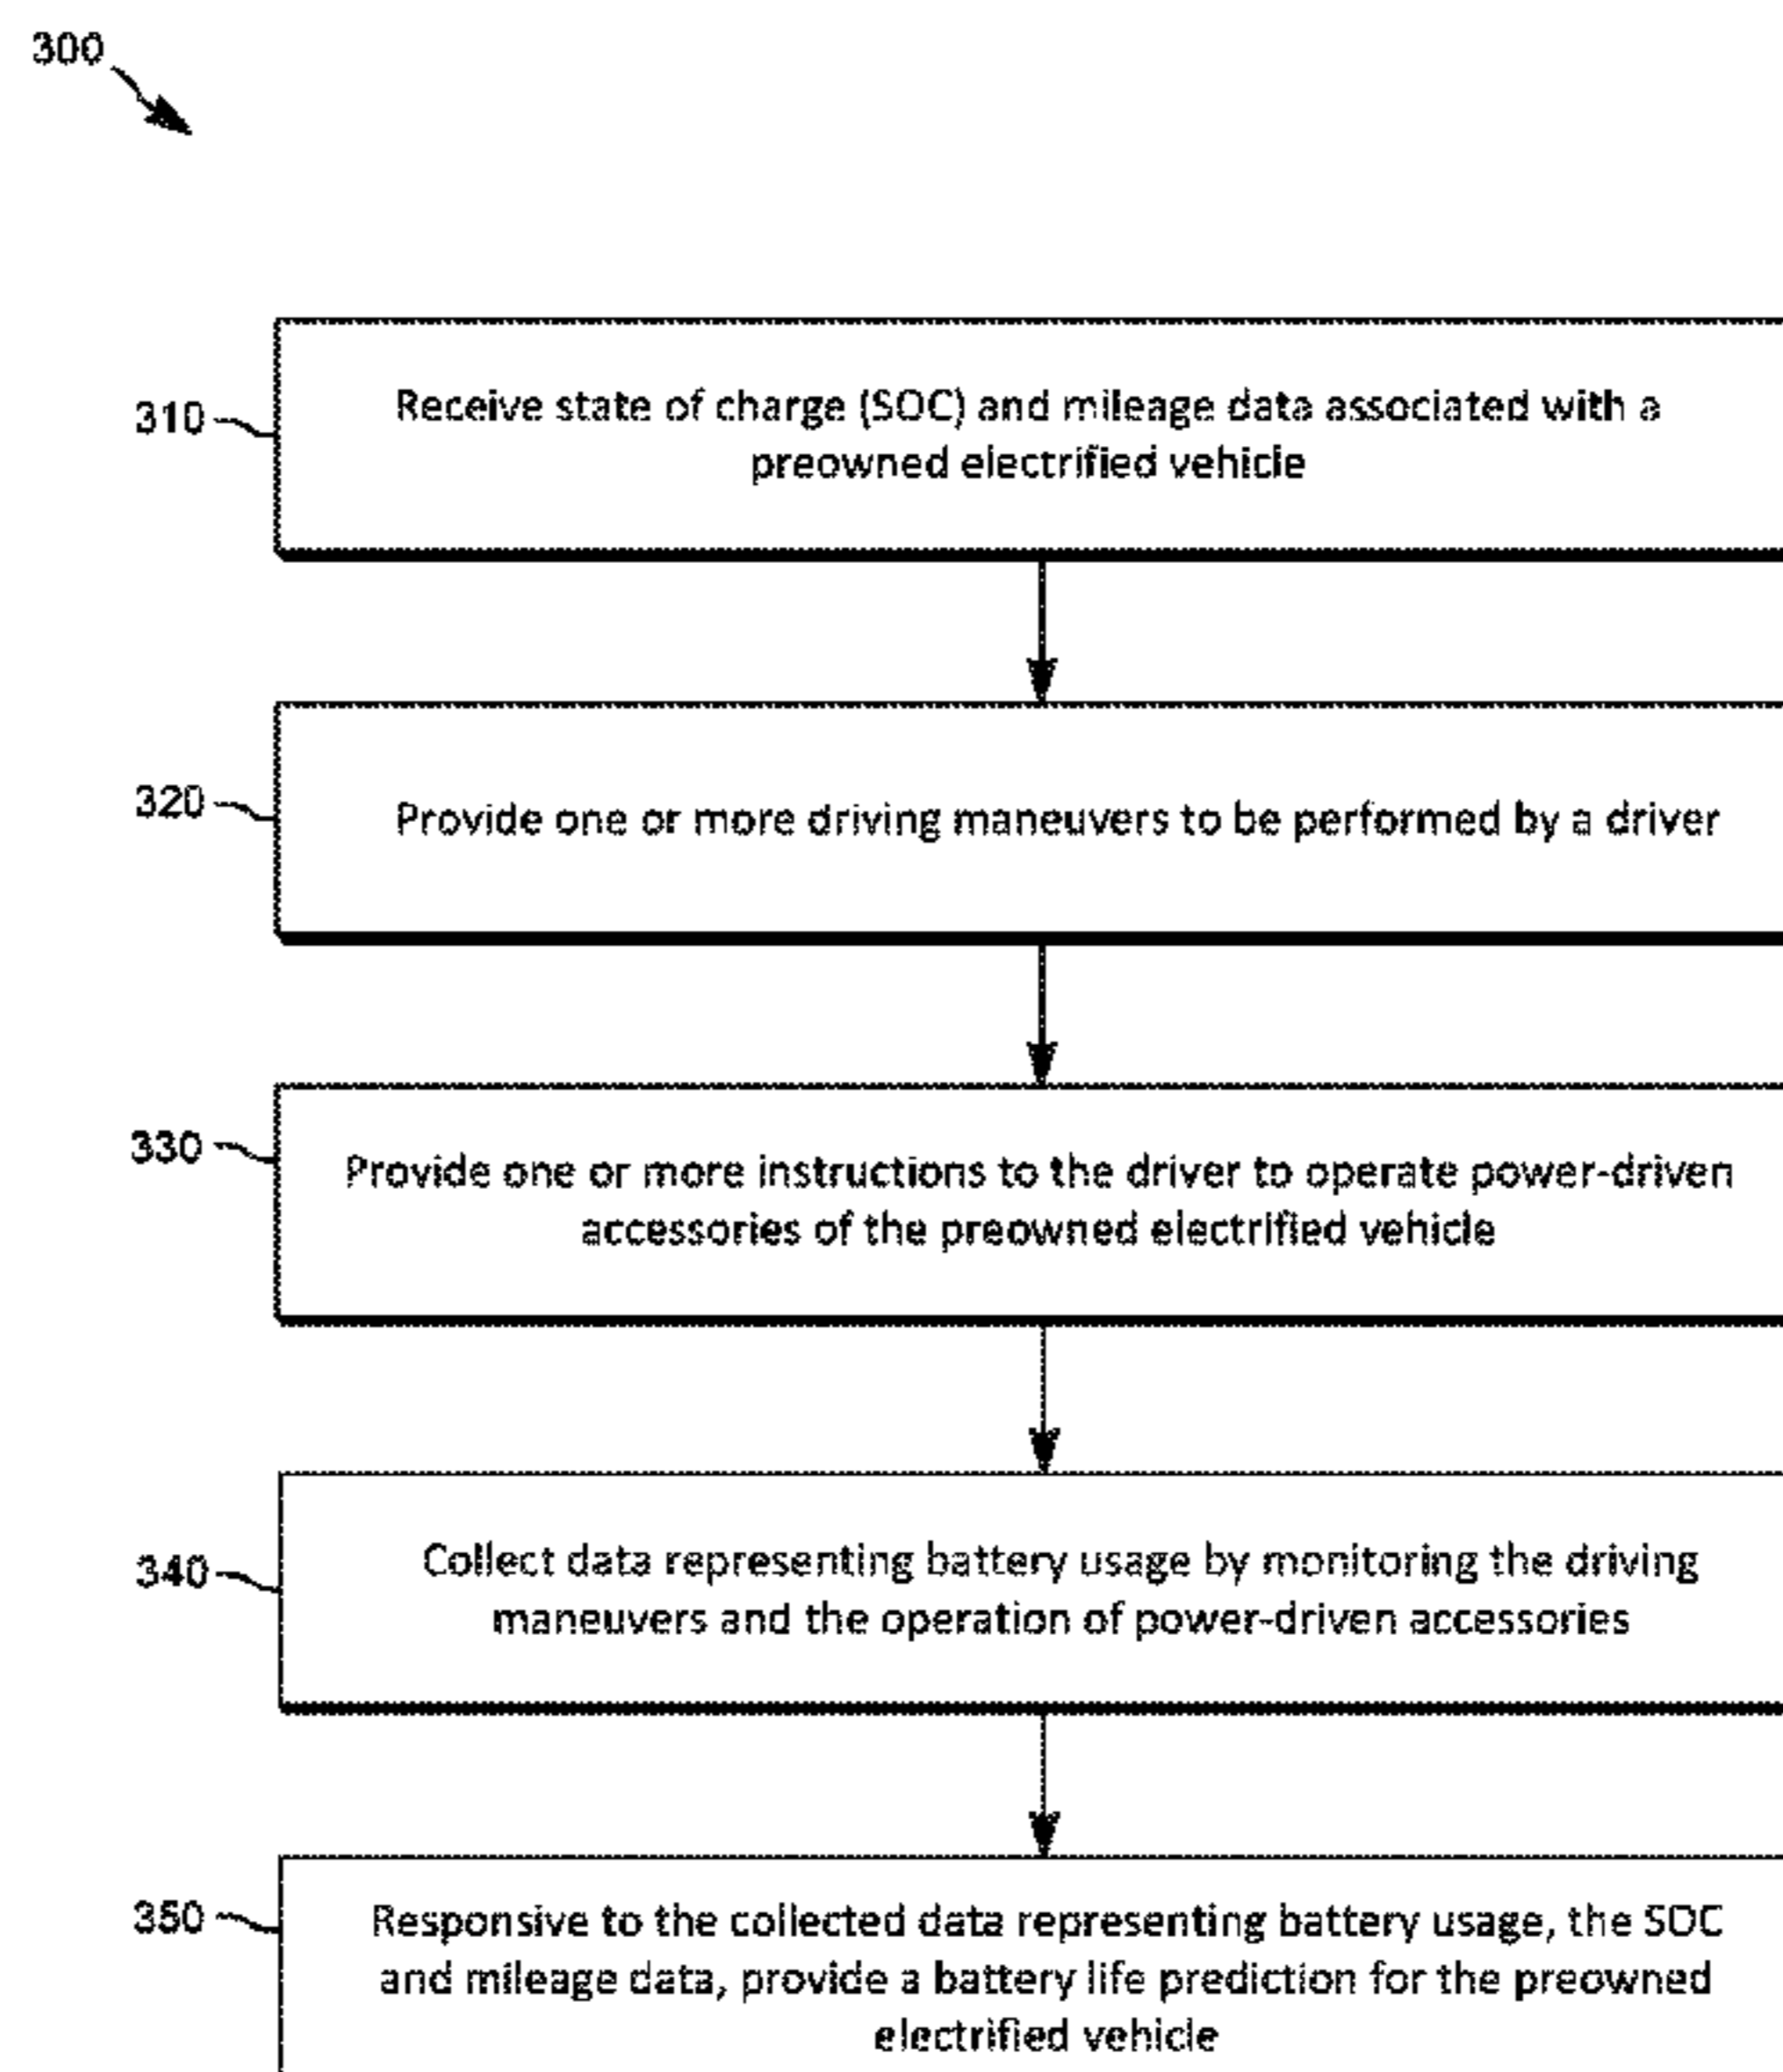 300
310
Receive state of charge (SOC) and mileage data associated with a
preowned electrified vehicle
320
Provide one or more driving maneuvers to be performed by a driver
330
Provide one or more instructions to the driver to operate power-driven
accessories of the preowned electrified vehicle
340
Collect data representing battery usage by monitoring the driving
maneuvers and the operation of power-driven accessories
350
Responsive to the collected data representing battery usage, the SOC
and mileage data, provide a battery life prediction for the preowned
electrified vehicle